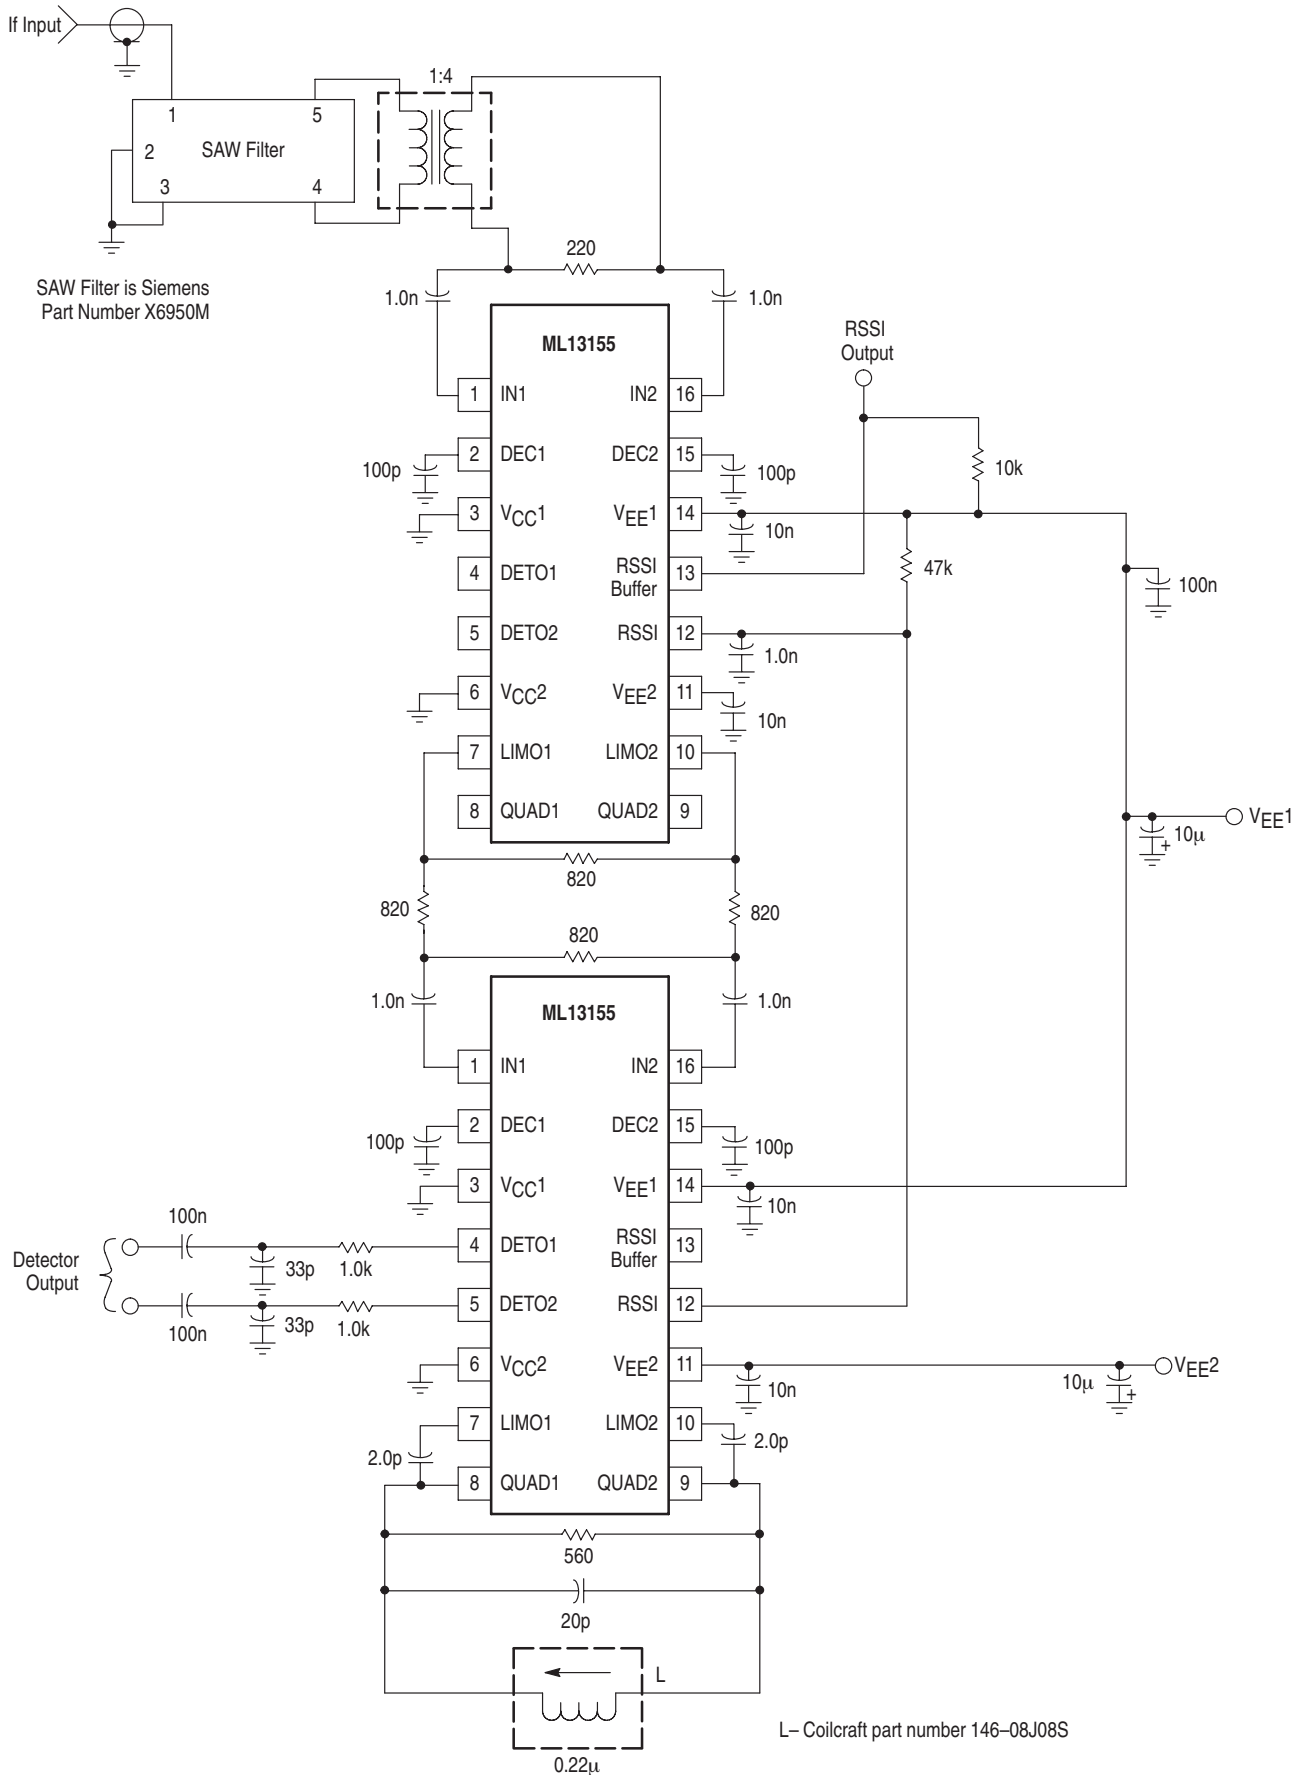 If Input
1:4
1
5
2
SAW Filter
3
4
SAW Filter is Siemens
Part Number X6950M
220
1.0n
1.0n
ML13155
RSSI
Output
1
IN1
IN2
16
2
DEC1
DEC2
15
100p
100p
10k
3
VCC1
VEE1
14
10n
4
DETO1
RSSI
Buffer
13
47k
100n
5
DETO2
RSSI
12
1.0n
6
VCC2
VEE2
11
10n
7
LIMO1
LIMO2
10
8
QUAD1
QUAD2
9
VEE1
10µ
+
820
820
820
820
1.0n
1.0n
ML13155
1
IN1
IN2
16
2
DEC1
DEC2
15
100p
100p
3
VCC1
VEE1
14
10n
Detector
Output
100n
33p
1.0k
4
DETO1
RSSI
Buffer
13
100n
33p
1.0k
5
DETO2
RSSI
12
6
VCC2
VEE2
11
10n
10µ
+
VEE2
7
LIMO1
LIMO2
10
2.0p
2.0p
8
QUAD1
QUAD2
9
560
20p
L
0.22µ
L– Coilcraft part number 146–08J08S